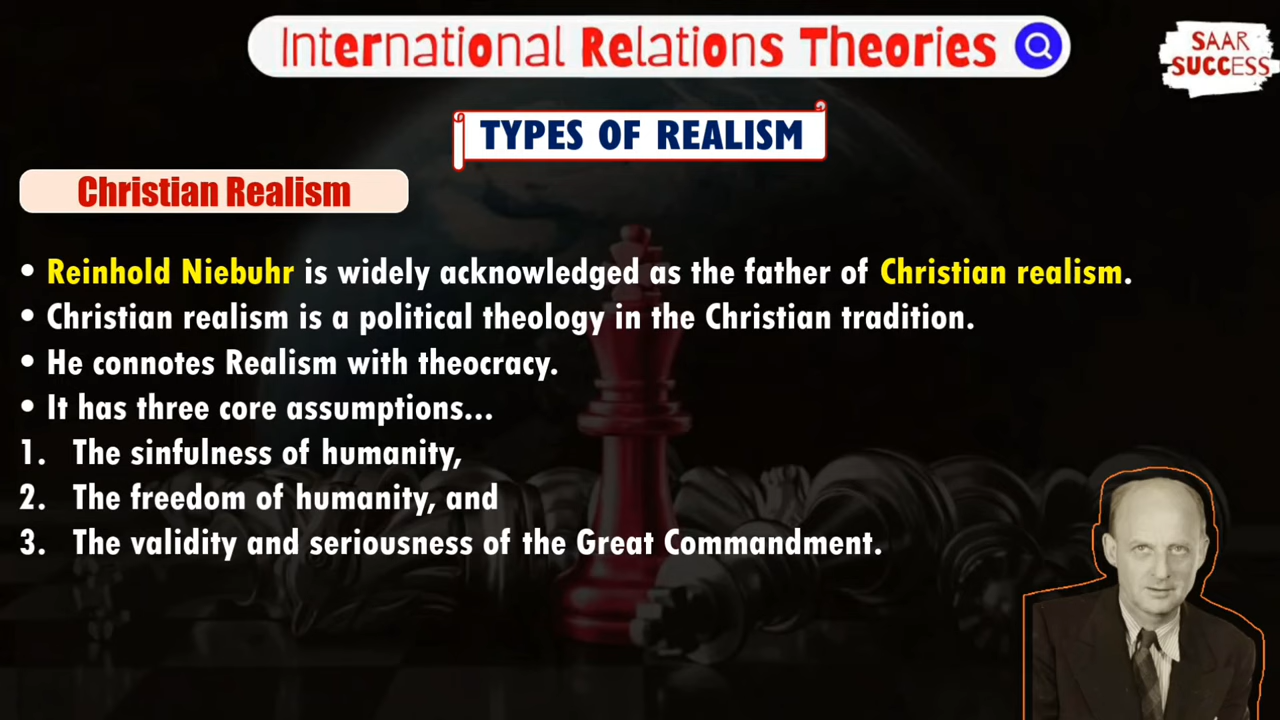 International Relations Theories
SAAR
SUCCESS
TYPES OF REALISM
Christian Realism
• Reinhold Niebuhr is widely acknowledged as the father of Christian realism.
• Christian realism is a political theology in the Christian tradition.
• He connotes Realism with theocracy.
• It has three core assumptions...
1. The sinfulness of humanity,
2. The freedom of humanity, and
3. The validity and seriousness of the Great Commandment.